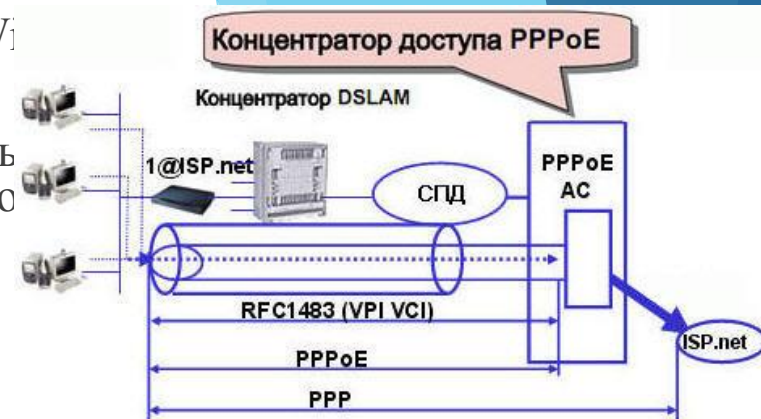 Концентратор доступа PPPoE
Концентратор DSLAM
1@ISP.net
СПД
PPPoE
AC
RFC1483 (VPI VCI)
ISP.net
PPPoE
PPP